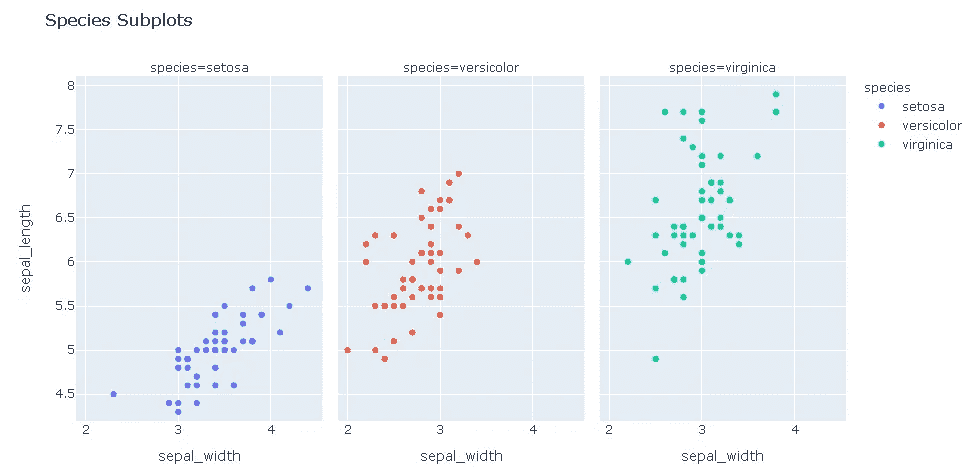 Species Subplots
species=setosa
species=versicolor
species=virginica
species
setosa
versicolor
virginica
sepal_length
8
7.5
7
6.5
6
5.5
5
4.5
2 3 4
2 3 4
2 3 4
sepal_width
sepal_width
sepal_width